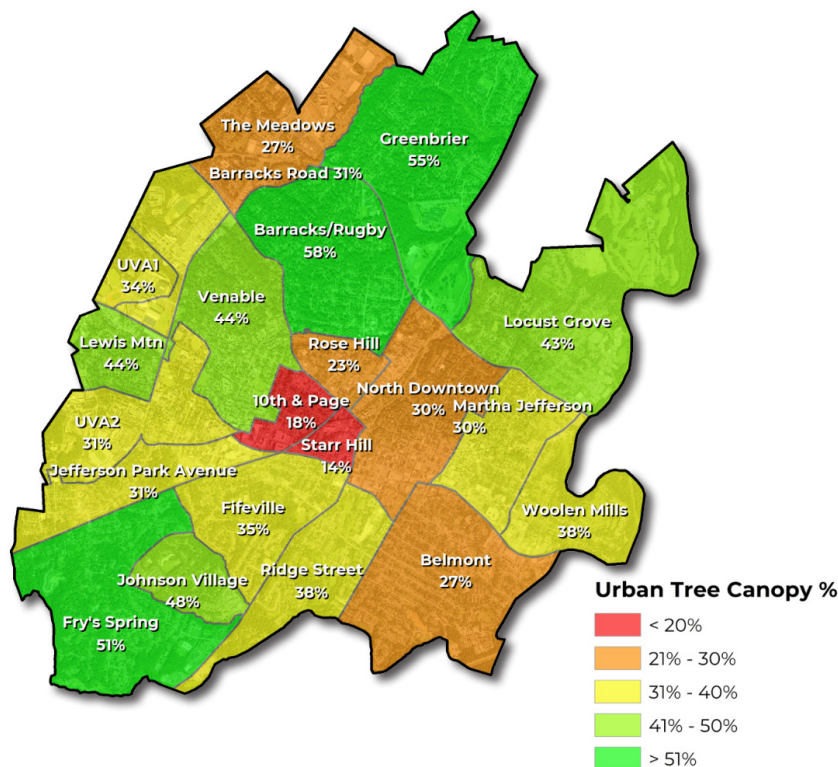 The Meadows
27%
Greenbrier
55%
Barracks Road 31%
Barracks/Rugby
58%
UVA1
34%
Venable
44%
Locust Grove
43%
Lewis Mtn
44%
Rose Hill
23%
North Downtown
30%
10th & Page
18%
Martha Jefferson
30%
UVA2
31%
Starr Hill
14%
Jefferson Park Avenue
31%
Fifeville
35%
Woolen Mills
38%
Belmont
27%
Ridge Street
38%
Johnson Village
48%
Fry's Spring
51%
Urban Tree Canopy %
< 20%
21% - 30%
31% - 40%
41% - 50%
> 51%